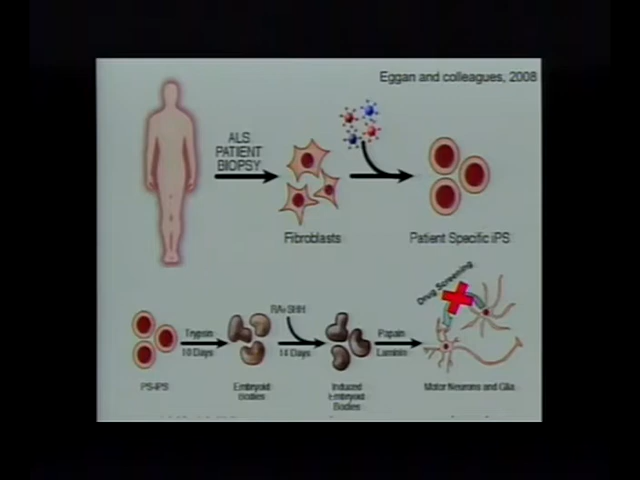 Eggan and colleagues, 2008
ALS
PATIENT
BIOPSY
Fibroblasts
Patient Specific iPS
Drug Screening
RA+SHH
Trypsin
10 Days
14 Days
Papain
Laminin
PS-iPS
Embryoid
Bodies
Induced
Embryoid
Bodies
Motor Neurons and Glia